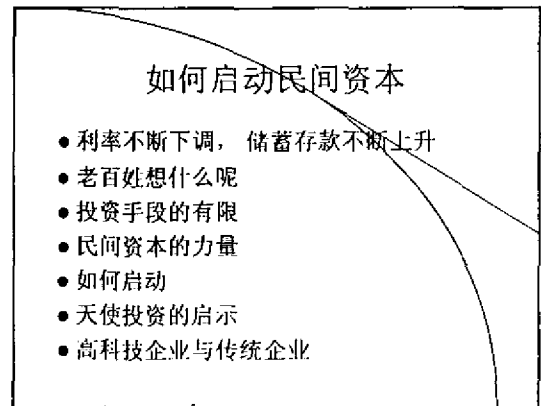 如何启动民间资本
● 利率不断下调， 储蓄存款不断上升
● 老百姓想什么呢
● 投资手段的有限
● 民间资本的力量
● 如何启动
● 天使投资的启示
● 高科技企业与传统企业